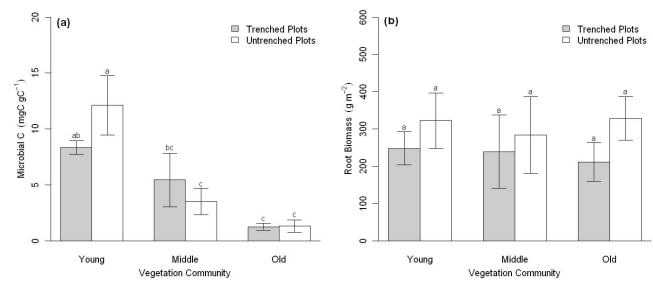 (a)
Trenched Plots
Untrenched Plots
Microbial C (mgC gC⁻¹)
20
15
10
5
0
ab
a
bc
c
c
c
Young
Middle
Old
Vegetation Community
(b)
Trenched Plots
Untrenched Plots
Root Biomass (g m⁻²)
600
500
400
300
200
100
0
a
a
a
a
a
a
Young
Middle
Old
Vegetation Community